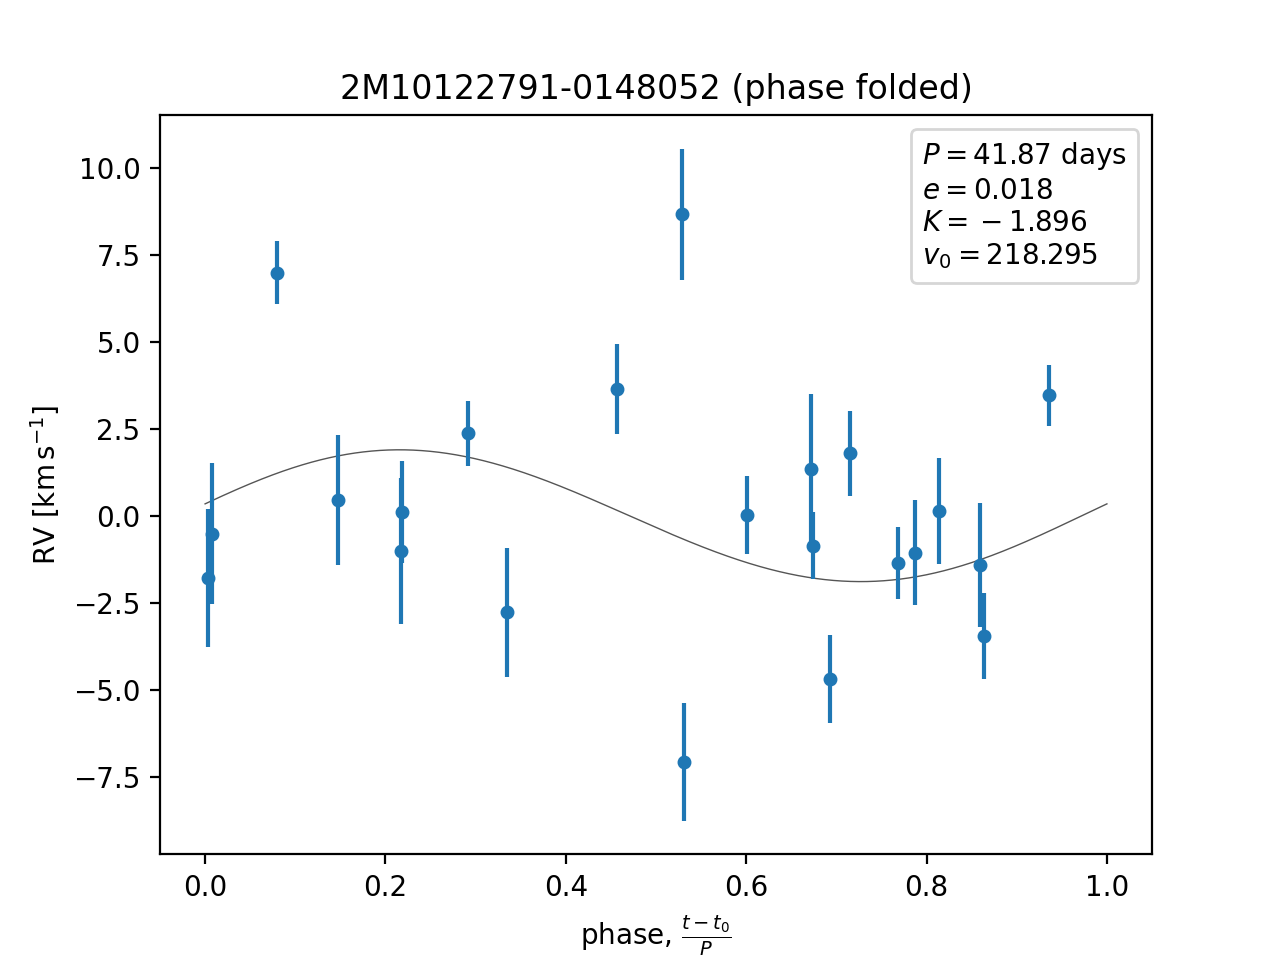 2M10122791-0148052 (phase folded)
P = 41.87 days
e = 0.018
K = −1.896
v₀ = 218.295
10.0
7.5
5.0
2.5
0.0
−2.5
−5.0
−7.5
RV [km s⁻¹]
0.0 0.2 0.4 0.6 0.8 1.0
phase, (t − t₀)/P